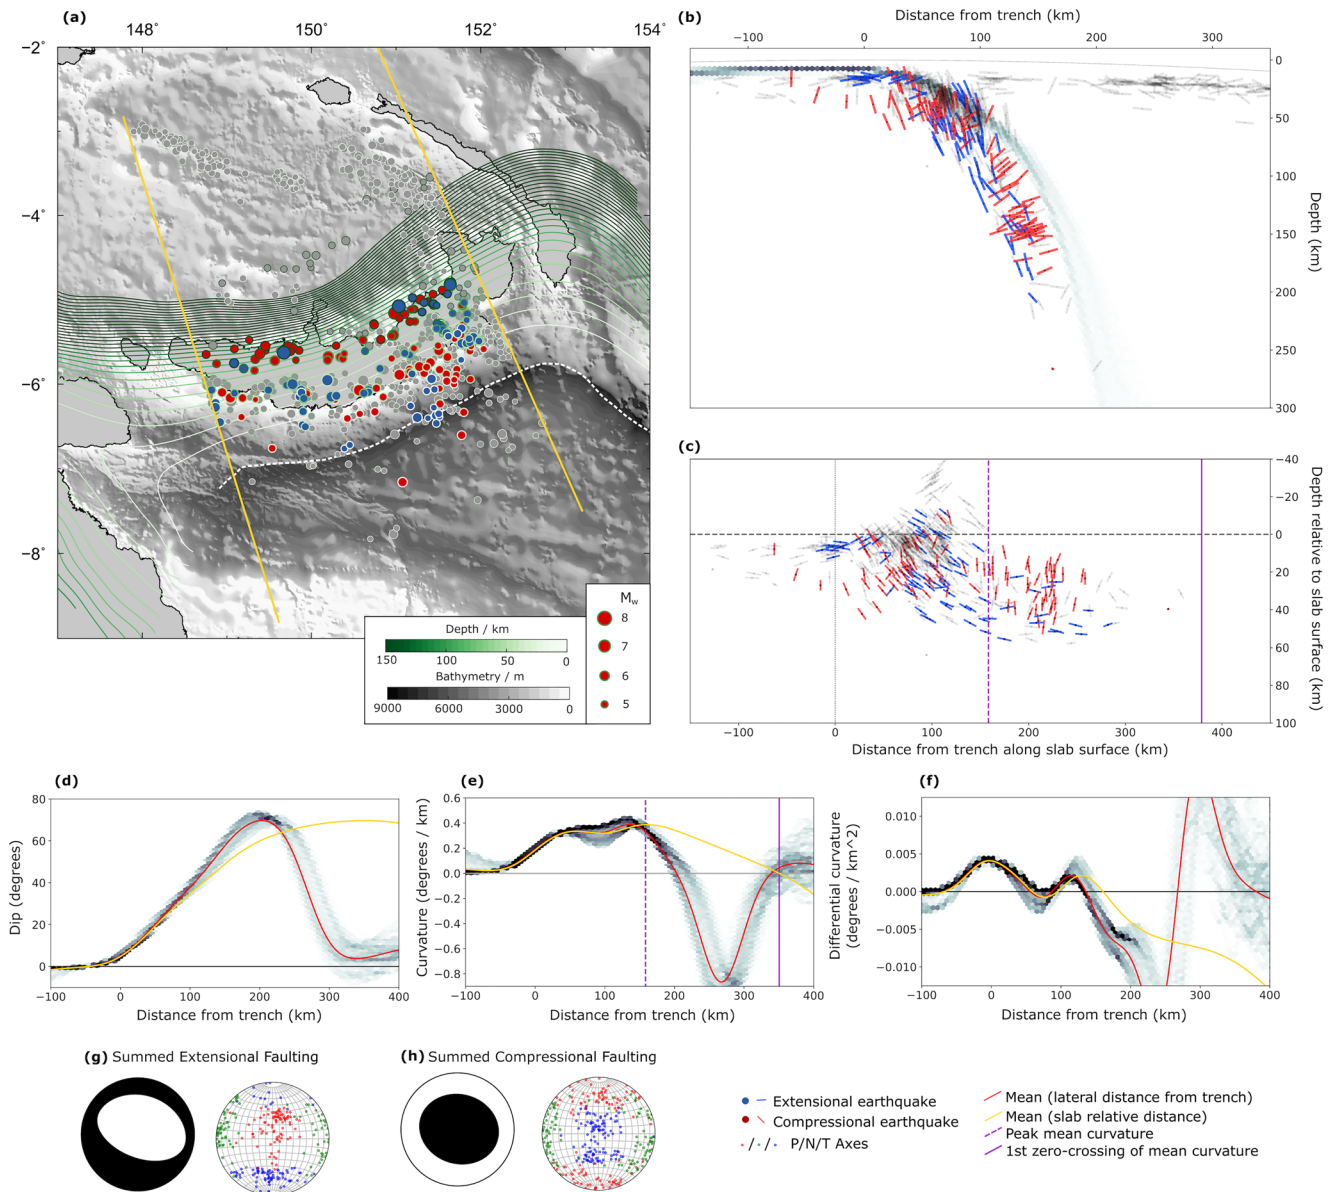 (a)
148° 150° 152° 154°
−2°
−4°
−6°
−8°
Depth / km
150 100 50 0
Bathymetry / m
9000 6000 3000 0
Mw
8
7
6
5
(b)
Distance from trench (km)
−100 0 100 200 300
0
50
100
150
200
250
300
Depth (km)
(c)
−40
−20
0
20
40
60
80
100
Depth relative to slab surface (km)
−100 0 100 200 300 400
Distance from trench along slab surface (km)
(d)
80
60
40
20
0
Dip (degrees)
−100 0 100 200 300 400
Distance from trench (km)
(e)
0.6
0.4
0.2
0.0
−0.2
−0.4
−0.6
−0.8
Curvature (degrees / km)
−100 0 100 200 300 400
Distance from trench (km)
(f)
0.010
0.005
0.000
−0.005
−0.010
Differential curvature
(degrees / km^2)
−100 0 100 200 300 400
Distance from trench (km)
(g) Summed Extensional Faulting
(h) Summed Compressional Faulting
Extensional earthquake
Compressional earthquake
/ / P/N/T Axes
Mean (lateral distance from trench)
Mean (slab relative distance)
Peak mean curvature
1st zero-crossing of mean curvature